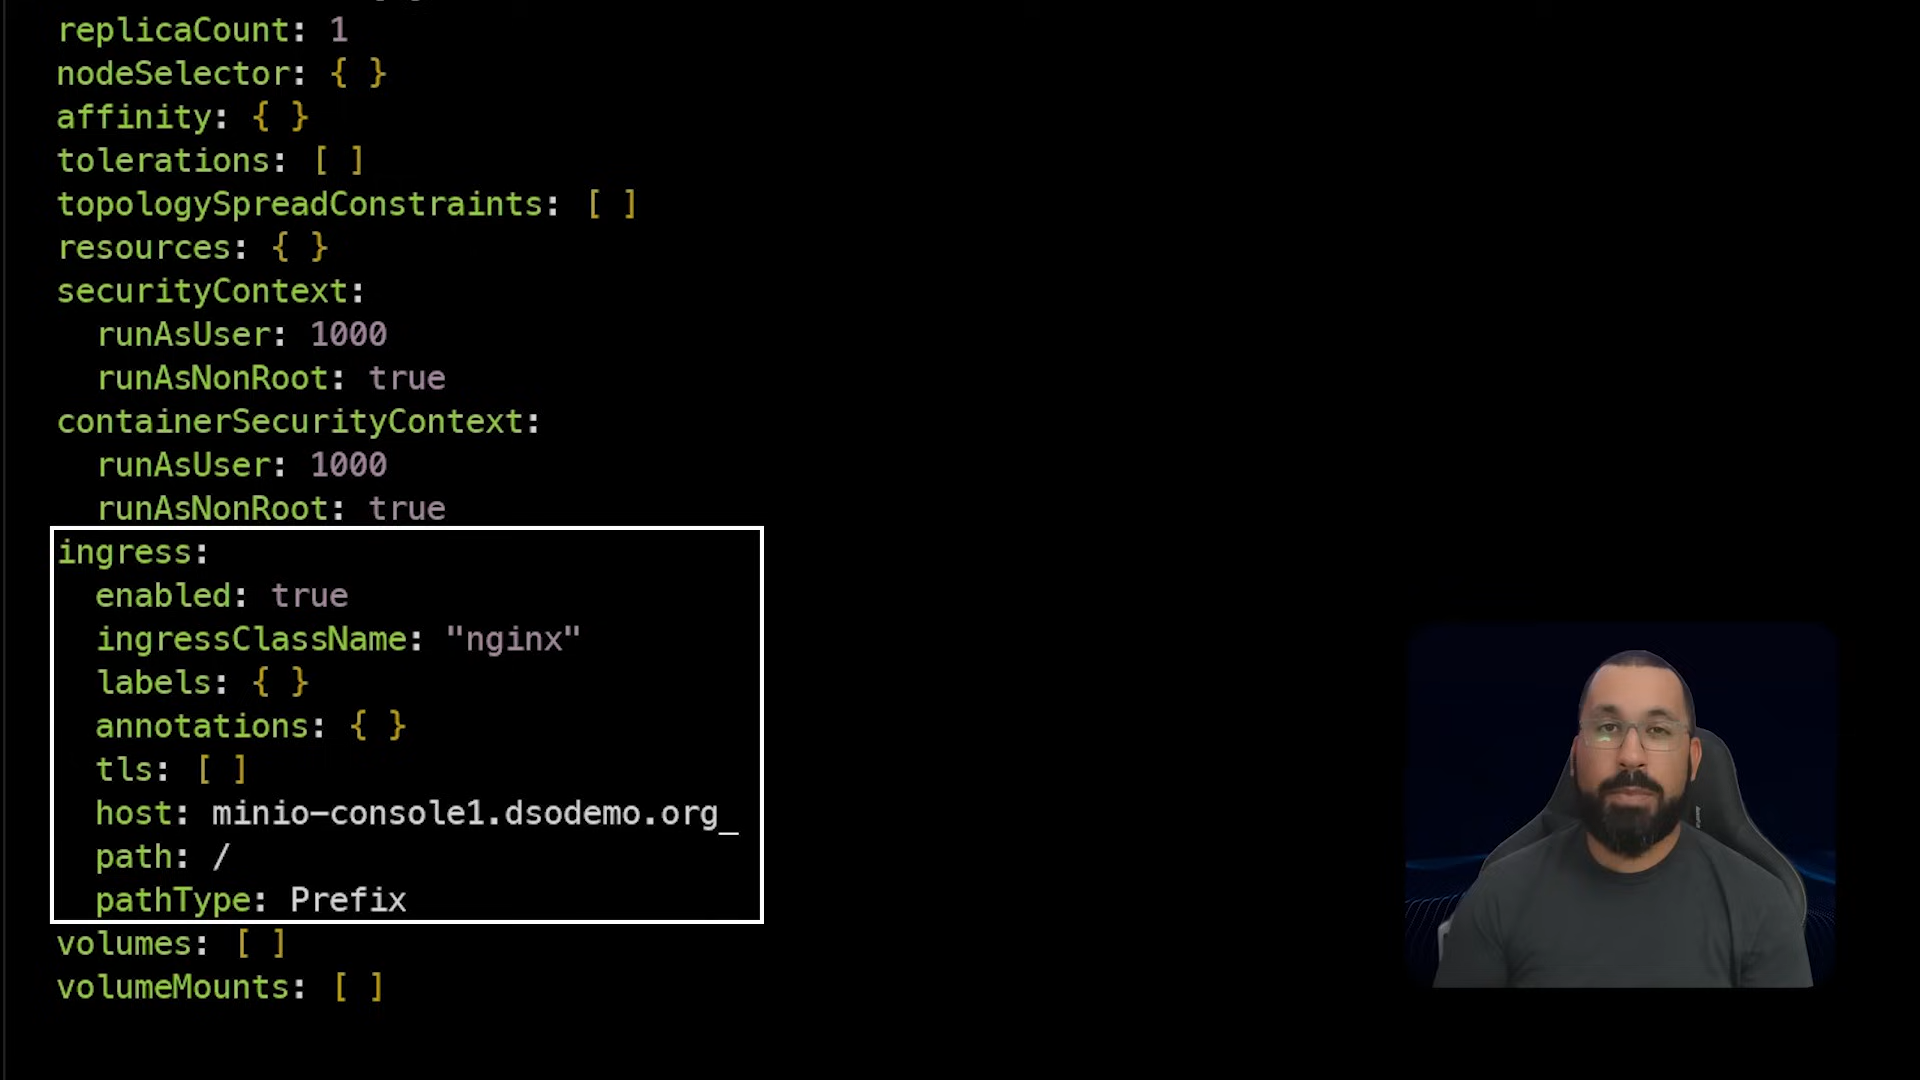 replicaCount: 1
nodeSelector: { }
affinity: { }
tolerations: [ ]
topologySpreadConstraints: [ ]
resources: { }
securityContext:
  runAsUser: 1000
  runAsNonRoot: true
containerSecurityContext:
  runAsUser: 1000
  runAsNonRoot: true
ingress:
  enabled: true
  ingressClassName: "nginx"
  labels: { }
  annotations: { }
  tls: [ ]
  host: minio-console1.dsodemo.org_
  path: /
  pathType: Prefix
volumes: [ ]
volumeMounts: [ ]